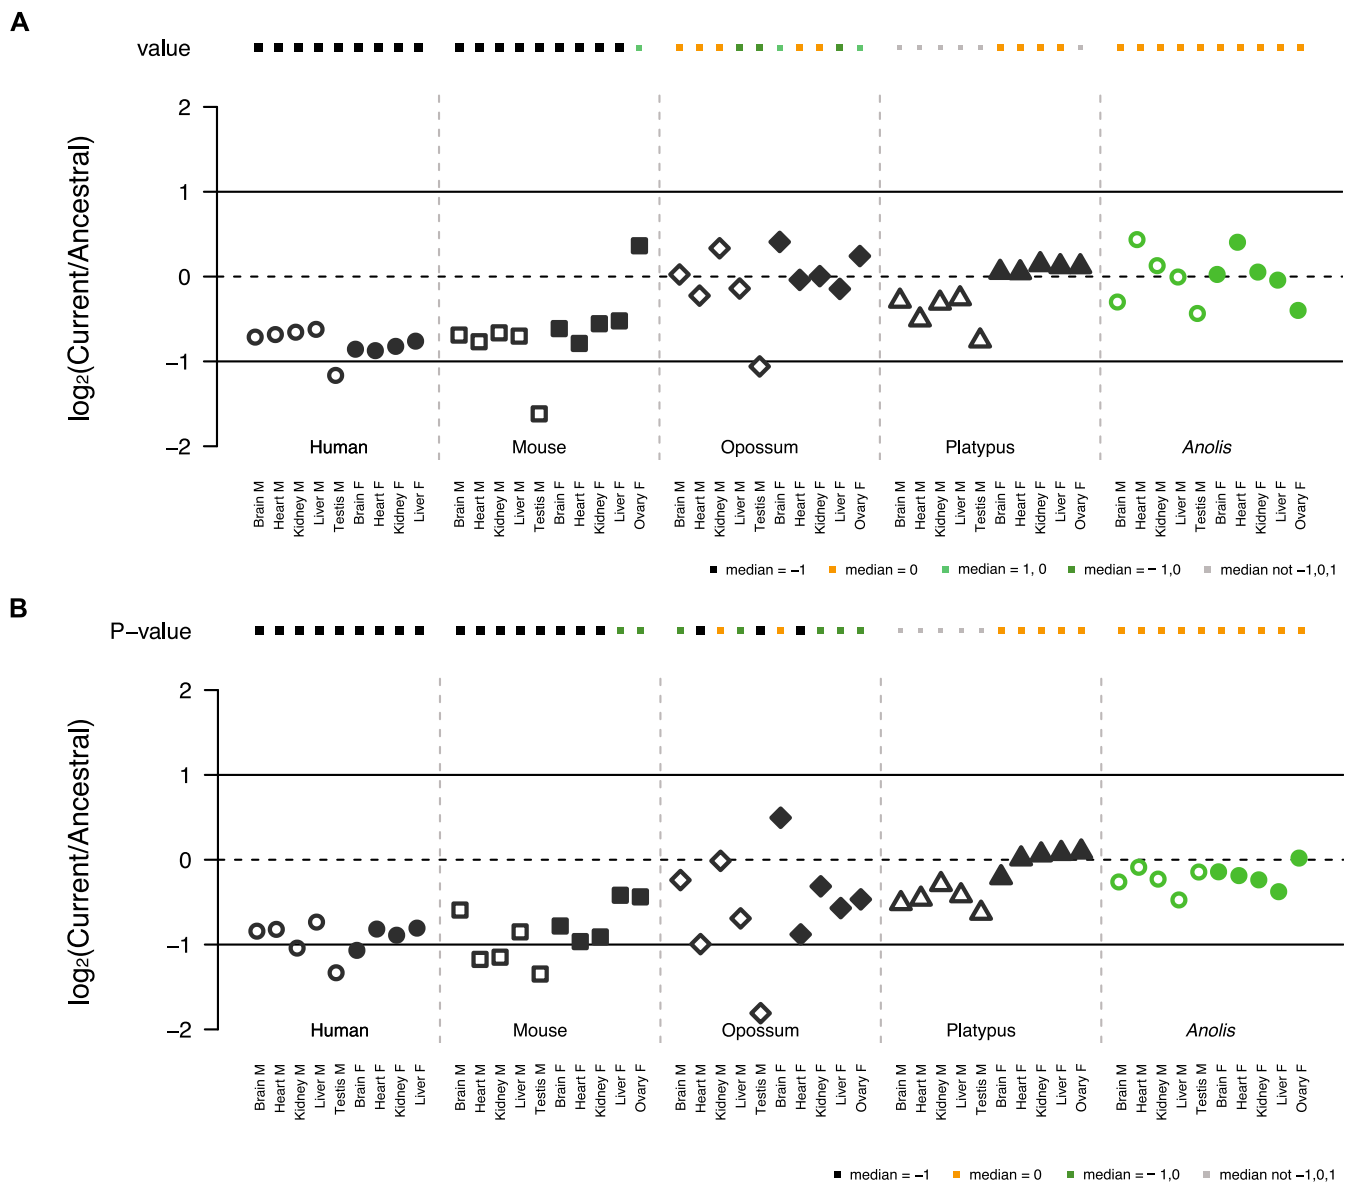 A
value
log₂(Current/Ancestral)
2
1
0
−1
−2
Human
Mouse
Opossum
Platypus
Anolis
Brain M
Heart M
Kidney M
Liver M
Testis M
Brain F
Heart F
Kidney F
Liver F
Brain M
Heart M
Kidney M
Liver M
Testis M
Brain F
Heart F
Kidney F
Liver F
Ovary F
Brain M
Heart M
Kidney M
Liver M
Testis M
Brain F
Heart F
Kidney F
Liver F
Ovary F
Brain M
Heart M
Kidney M
Liver M
Testis M
Brain F
Heart F
Kidney F
Liver F
Ovary F
Brain M
Heart M
Kidney M
Liver M
Testis M
Brain F
Heart F
Kidney F
Liver F
Ovary F
median = −1
median = 0
median = 1, 0
median = − 1,0
median not −1,0,1
B
P−value
log₂(Current/Ancestral)
2
1
0
−1
−2
Human
Mouse
Opossum
Platypus
Anolis
Brain M
Heart M
Kidney M
Liver M
Testis M
Brain F
Heart F
Kidney F
Liver F
Brain M
Heart M
Kidney M
Liver M
Testis M
Brain F
Heart F
Kidney F
Liver F
Ovary F
Brain M
Heart M
Kidney M
Liver M
Testis M
Brain F
Heart F
Kidney F
Liver F
Ovary F
Brain M
Heart M
Kidney M
Liver M
Testis M
Brain F
Heart F
Kidney F
Liver F
Ovary F
Brain M
Heart M
Kidney M
Liver M
Testis M
Brain F
Heart F
Kidney F
Liver F
Ovary F
median = −1
median = 0
median = − 1,0
median not −1,0,1